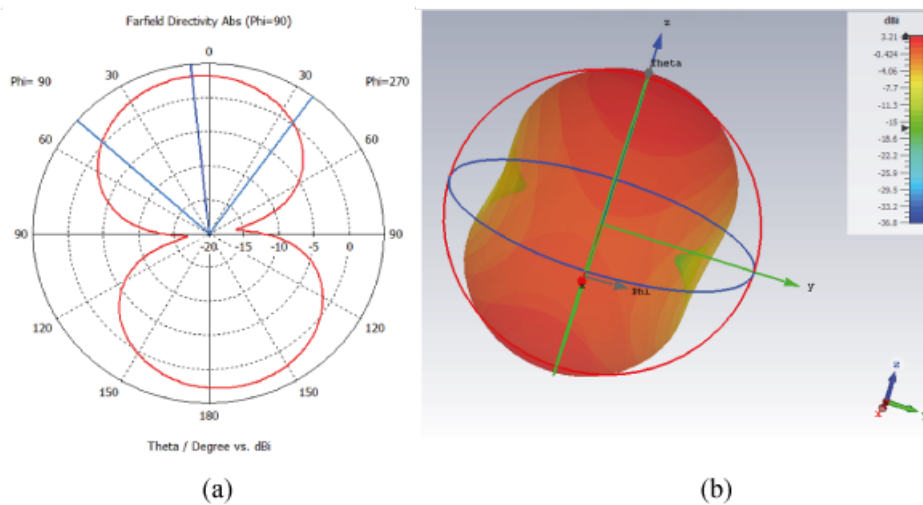 (a)
Farfield Directivity Abs (Phi=90)
0
Phi= 90
30
30
Phi=270
60
60
90
-20
-15
-10
-5
0
90
120
120
150
150
180
Theta / Degree vs. dBi
(a)
(b)
z
Theta
y
Phi
dBi
3.21
-0.424
-4.06
-7.7
-11.3
-15
-18.6
-22.2
-25.9
-29.5
-33.2
-36.8
z
x
(b)